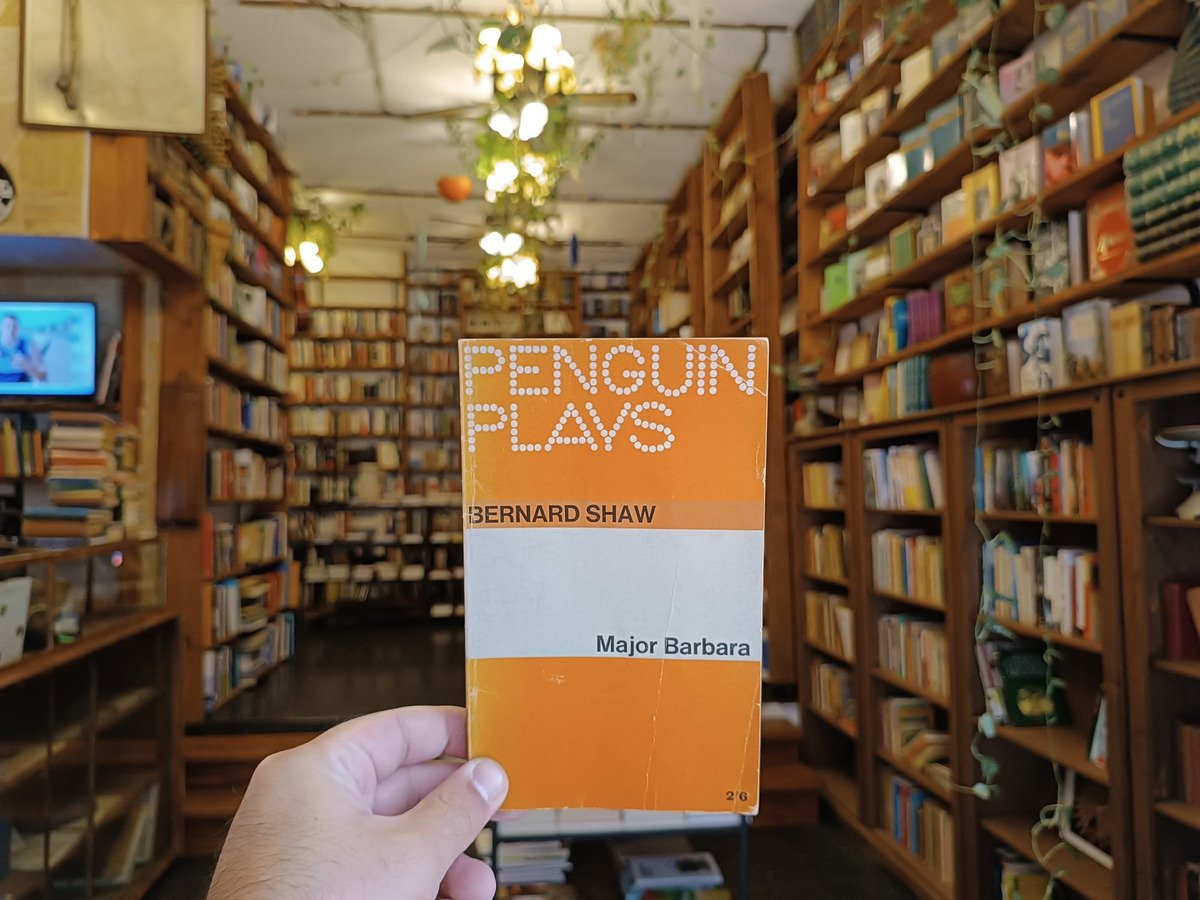 PENGUIN
PLAYS
BERNARD SHAW
Major Barbara
2'6